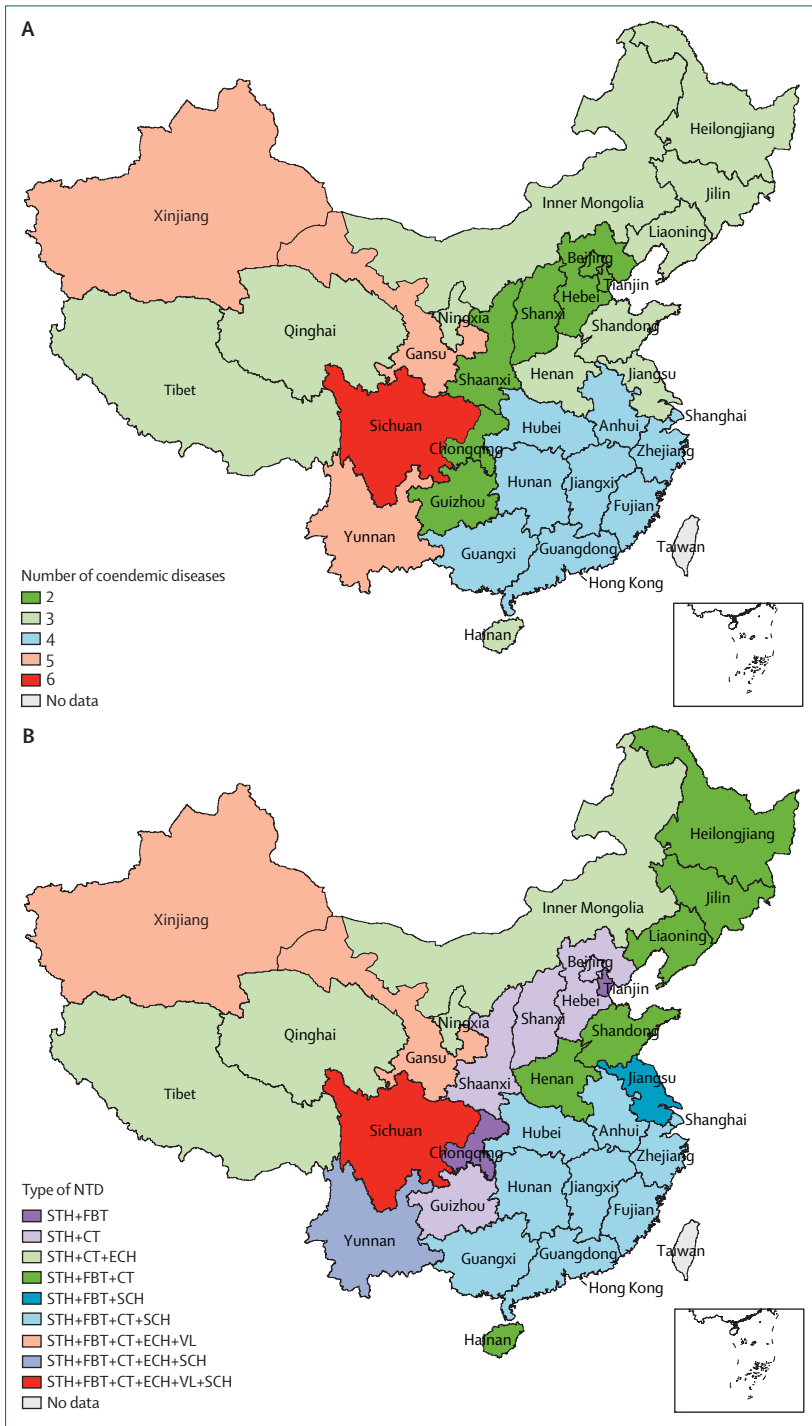 A
Heilongjiang
Jilin
Xinjiang
Inner Mongolia
Liaoning
Beijing
Tianjin
Hebei
Ningxia
Shanxi
Qinghai
Shandong
Gansu
Henan
Jiangsu
Shaanxi
Tibet
Shanghai
Sichuan
Hubei
Anhui
Chongqing
Zhejiang
Hunan
Jiangxi
Guizhou
Fujian
Yunnan
Taiwan
Guangxi
Guangdong
Hong Kong
Hainan
Number of coendemic diseases
2
3
4
5
6
No data
B
Heilongjiang
Jilin
Xinjiang
Inner Mongolia
Liaoning
Beijing
Tianjin
Hebei
Ningxia
Shanxi
Qinghai
Shandong
Gansu
Henan
Jiangsu
Shaanxi
Tibet
Shanghai
Sichuan
Hubei
Anhui
Chongqing
Zhejiang
Hunan
Jiangxi
Guizhou
Fujian
Yunnan
Taiwan
Guangxi
Guangdong
Hong Kong
Hainan
Type of NTD
STH+FBT
STH+CT
STH+CT+ECH
STH+FBT+CT
STH+FBT+SCH
STH+FBT+CT+SCH
STH+FBT+CT+ECH+VL
STH+FBT+CT+ECH+SCH
STH+FBT+CT+ECH+VL+SCH
No data